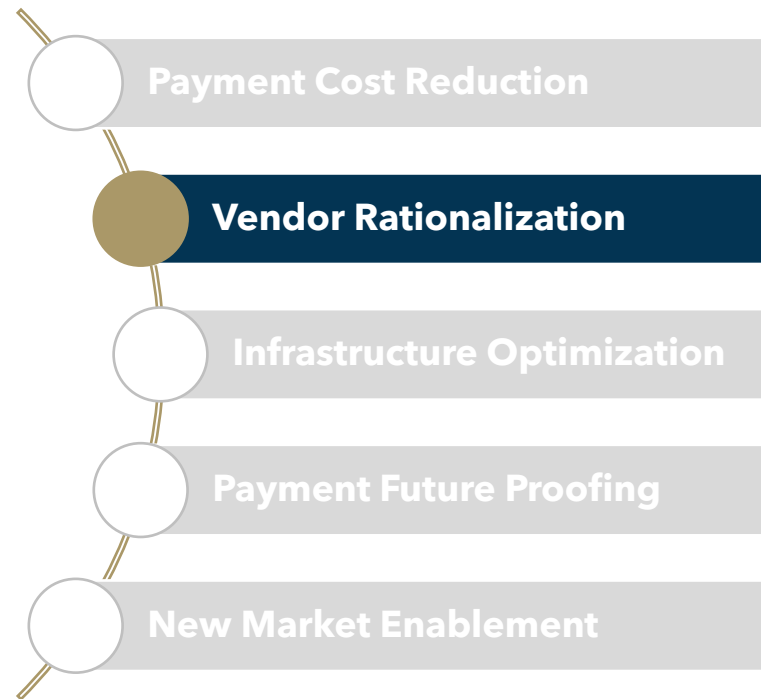 Payment Cost Reduction
Vendor Rationalization
Infrastructure Optimization
Payment Future Proofing
New Market Enablement